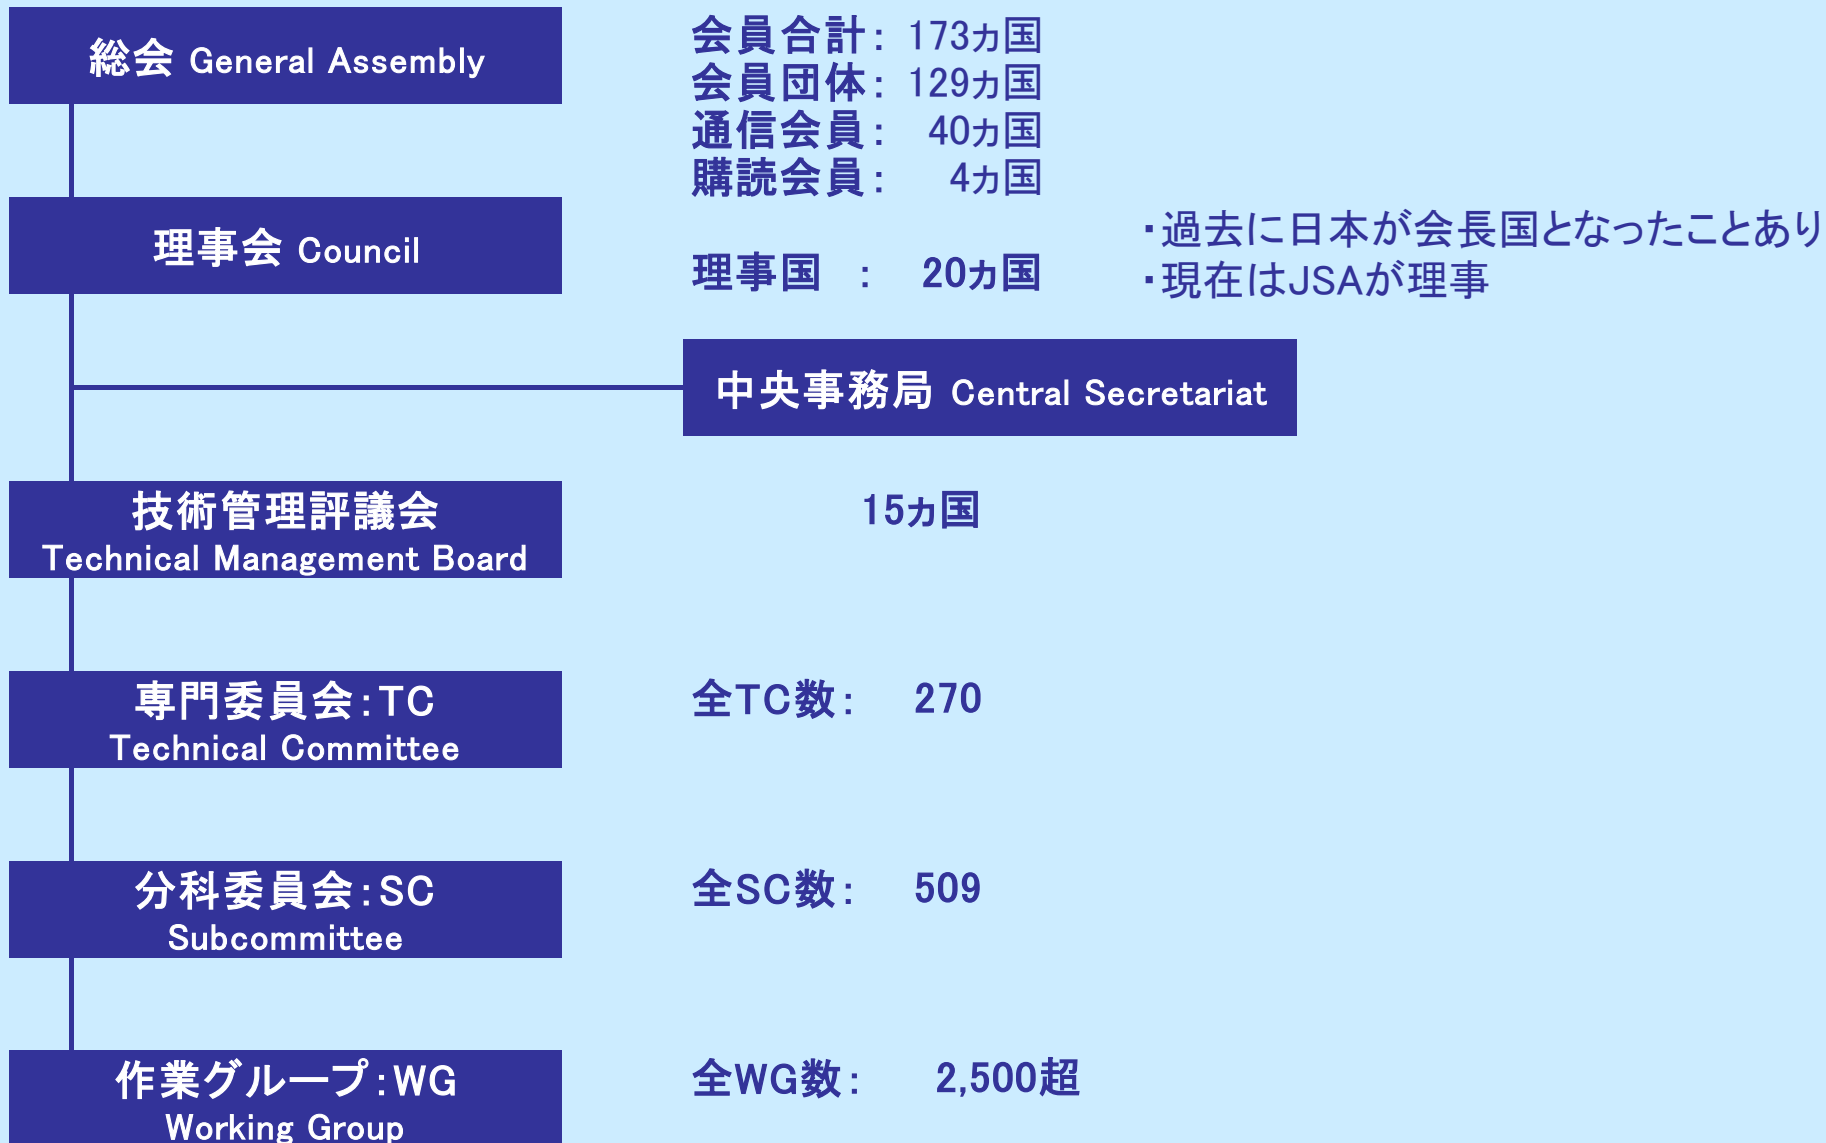 総会 General Assembly
会員合計： 173ヵ国
会員団体： 129ヵ国
通信会員： 40ヵ国
購読会員： 4ヵ国
理事会 Council
理事国 ： 20ヵ国
・過去に日本が会長国となったことあり
・現在はJSAが理事
中央事務局 Central Secretariat
技術管理評議会
Technical Management Board
15ヵ国
専門委員会：TC
Technical Committee
全TC数： 270
分科委員会：SC
Subcommittee
全SC数： 509
作業グループ：WG
Working Group
全WG数： 2,500超